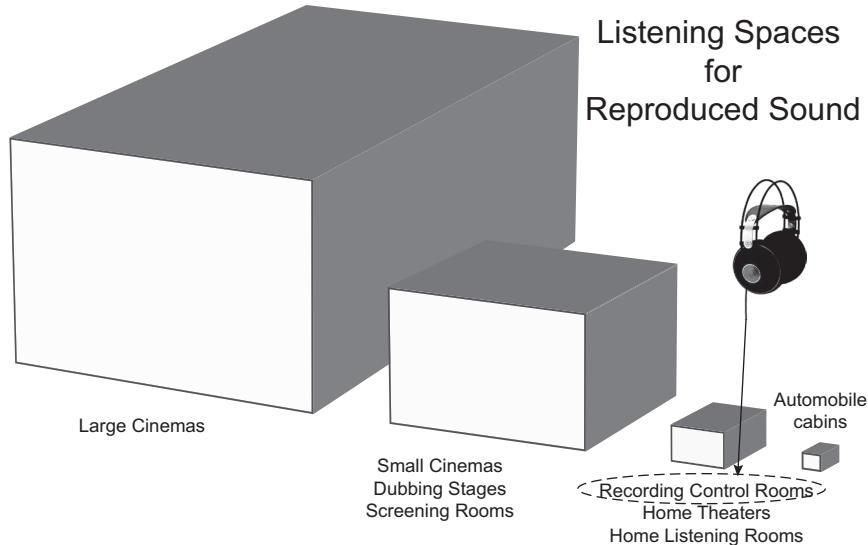 Listening Spaces
for
Reproduced Sound
Large Cinemas
Small Cinemas
Dubbing Stages
Screening Rooms
Automobile
cabins
Recording Control Rooms
Home Theaters
Home Listening Rooms